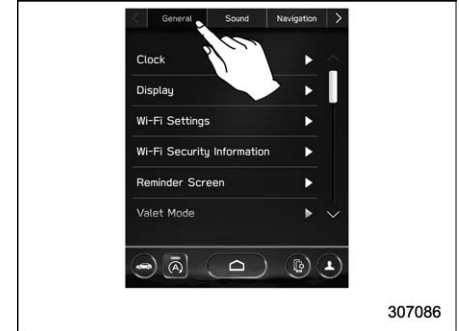 General Sound Navigation
Clock
Display
Wi-Fi Settings
Wi-Fi Security Information
Reminder Screen
Valet Mode
A
307086